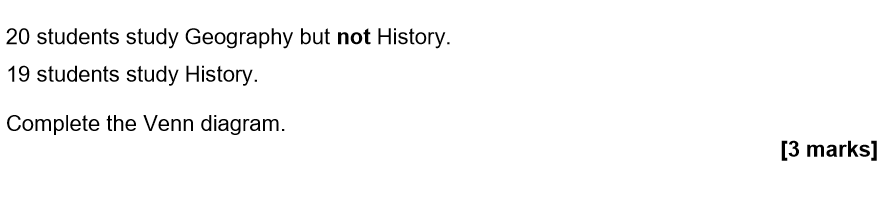 20 students study Geography but not History.
19 students study History.
Complete the Venn diagram.
[3 marks]